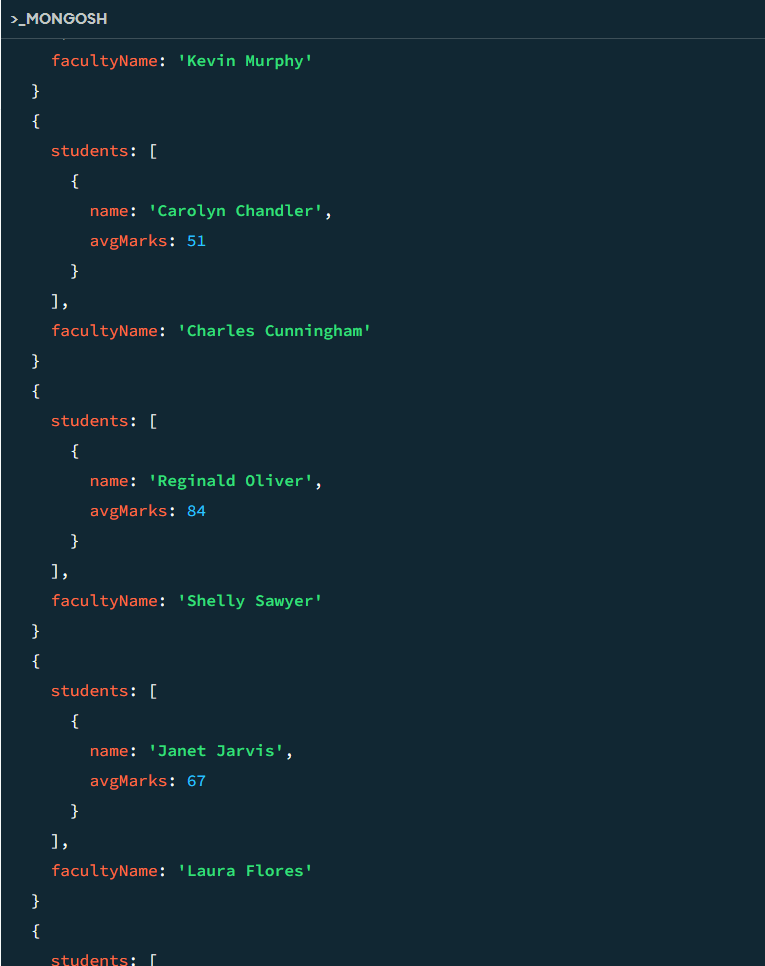 >_MONGOSH
facultyName: 'Kevin Murphy'
}
{
students: [
{
name: 'Carolyn Chandler',
avgMarks: 51
}
],
facultyName: 'Charles Cunningham'
}
{
students: [
{
name: 'Reginald Oliver',
avgMarks: 84
}
],
facultyName: 'Shelly Sawyer'
}
{
students: [
{
name: 'Janet Jarvis',
avgMarks: 67
}
],
facultyName: 'Laura Flores'
}
{
students: [